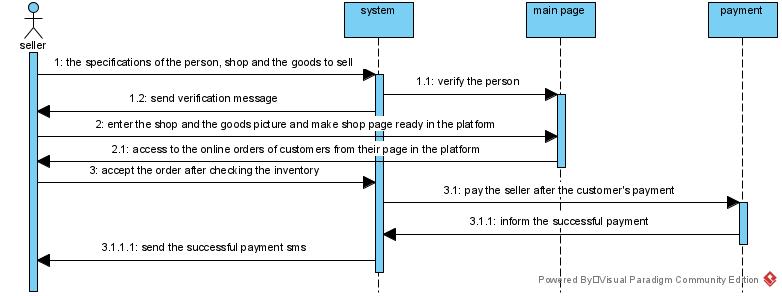 system
main page
payment
seller
1: the specifications of the person, shop and the goods to sell
1.1: verify the person
1.2: send verification message
2: enter the shop and the goods picture and make shop page ready in the platform
2.1: access to the online orders of customers from their page in the platform
3: accept the order after checking the inventory
3.1: pay the seller after the customer's payment
3.1.1: inform the successful payment
3.1.1.1: send the successful payment sms
Powered By Visual Paradigm Community Edition